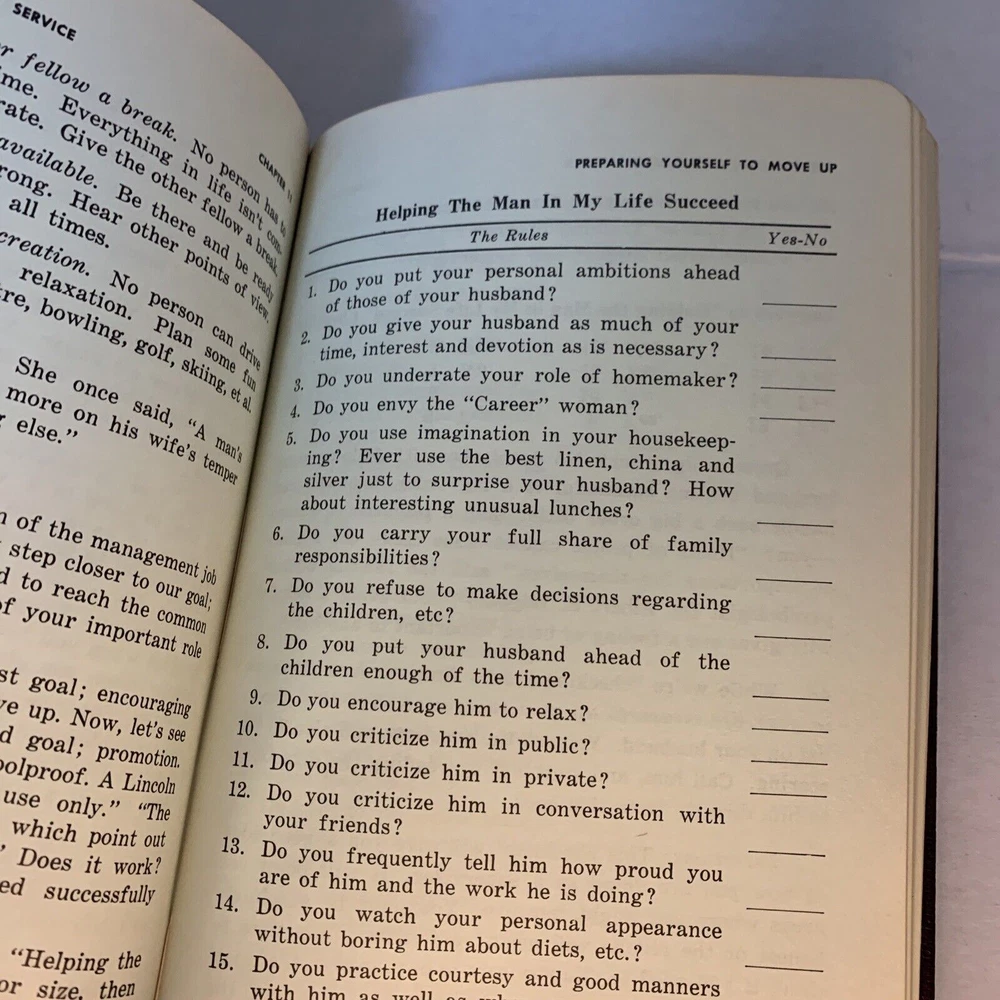 SERVICE
r fellow a break. No person has to
me. Everything in life isn't com-
rate. Give the other fellow a break.
available. Be there and be ready
rong. Hear other points of view.
all times.
creation. No person can drive
relaxation. Plan some fun
tre, bowling, golf, skiing, et al.
She once said, "A man's
more on his wife's temper
g else."
n of the management job
step closer to our goal;
d to reach the common
of your important role
st goal; encouraging
ve up. Now, let's see
d goal; promotion.
oolproof. A Lincoln
use only." "The
which point out
' Does it work?
ed successfully
"Helping the
or size, then
CHAPTER 11
PREPARING YOURSELF TO MOVE UP
Helping The Man In My Life Succeed
The Rules Yes-No
1. Do you put your personal ambitions ahead
of those of your husband?
2. Do you give your husband as much of your
time, interest and devotion as is necessary?
3. Do you underrate your role of homemaker?
4. Do you envy the "Career" woman?
5. Do you use imagination in your housekeep-
ing? Ever use the best linen, china and
silver just to surprise your husband? How
about interesting unusual lunches?
6. Do you carry your full share of family
responsibilities?
7. Do you refuse to make decisions regarding
the children, etc?
8. Do you put your husband ahead of the
children enough of the time?
9. Do you encourage him to relax?
10. Do you criticize him in public?
11. Do you criticize him in private?
12. Do you criticize him in conversation with
your friends?
13. Do you frequently tell him how proud you
are of him and the work he is doing?
14. Do you watch your personal appearance
without boring him about diets, etc.?
15. Do you practice courtesy and good manners
with him as well as